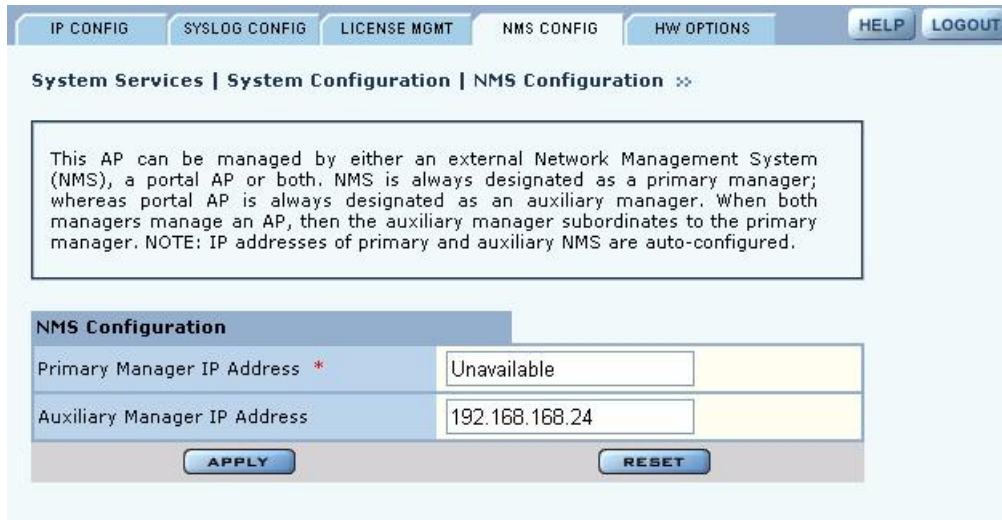 IP CONFIG SYSLOG CONFIG LICENSE MGMT NMS CONFIG HW OPTIONS HELP LOGOUT
System Services | System Configuration | NMS Configuration »
This AP can be managed by either an external Network Management System
(NMS), a portal AP or both. NMS is always designated as a primary manager;
whereas portal AP is always designated as an auxiliary manager. When both
managers manage an AP, then the auxiliary manager subordinates to the primary
manager. NOTE: IP addresses of primary and auxiliary NMS are auto-configured.
NMS Configuration
Primary Manager IP Address * Unavailable
Auxiliary Manager IP Address 192.168.168.24
APPLY RESET